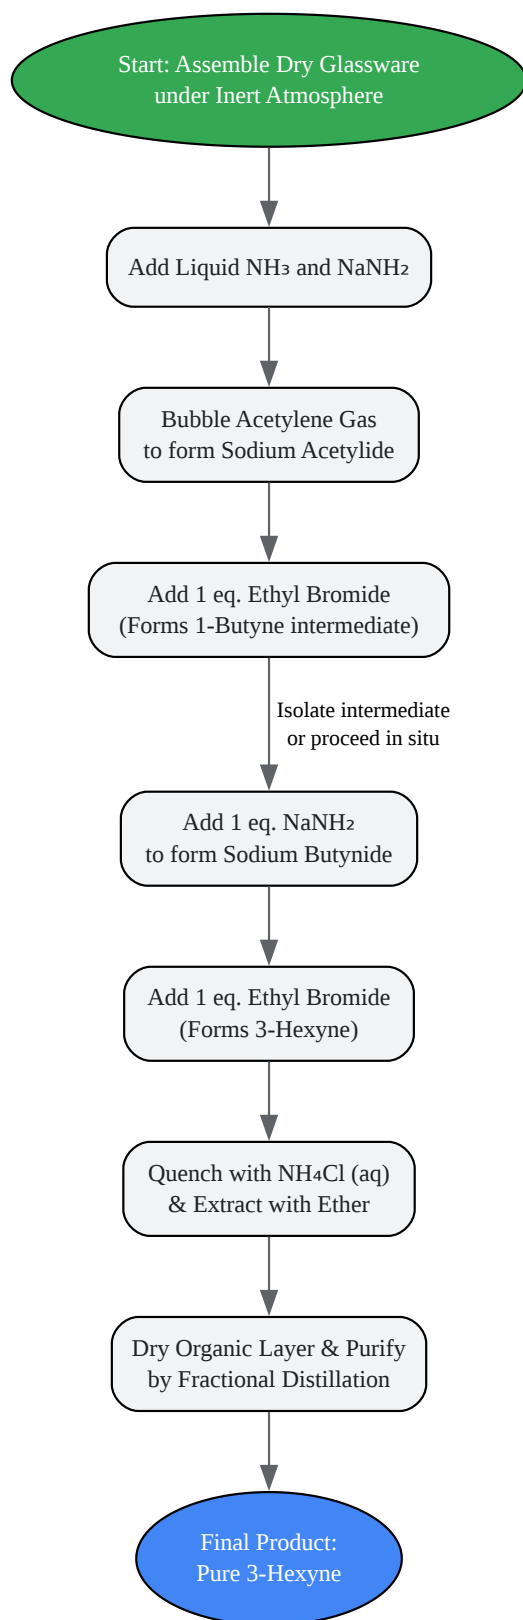 Start: Assemble Dry Glassware
under Inert Atmosphere
Add Liquid NH₃ and NaNH₂
Bubble Acetylene Gas
to form Sodium Acetylide
Add 1 eq. Ethyl Bromide
(Forms 1-Butyne intermediate)
Isolate intermediate
or proceed in situ
Add 1 eq. NaNH₂
to form Sodium Butynide
Add 1 eq. Ethyl Bromide
(Forms 3-Hexyne)
Quench with NH₄Cl (aq)
& Extract with Ether
Dry Organic Layer & Purify
by Fractional Distillation
Final Product:
Pure 3-Hexyne